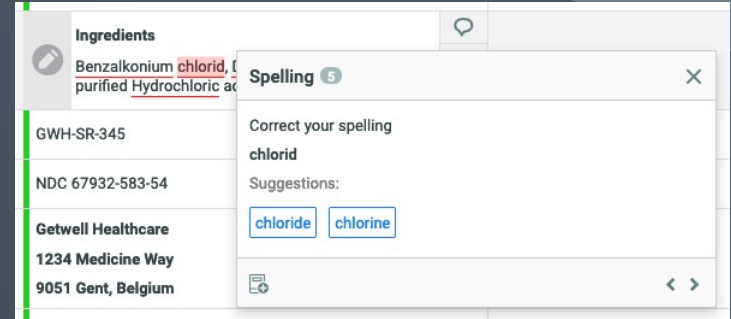 Ingredients
Benzalkonium chlorid,
purified Hydrochloric
GWH-SR-345
NDC 67932-583-54
Getwell Healthcare
1234 Medicine Way
9051 Gent, Belgium
Spelling 5
Correct your spelling
chlorid
Suggestions:
chloride chlorine